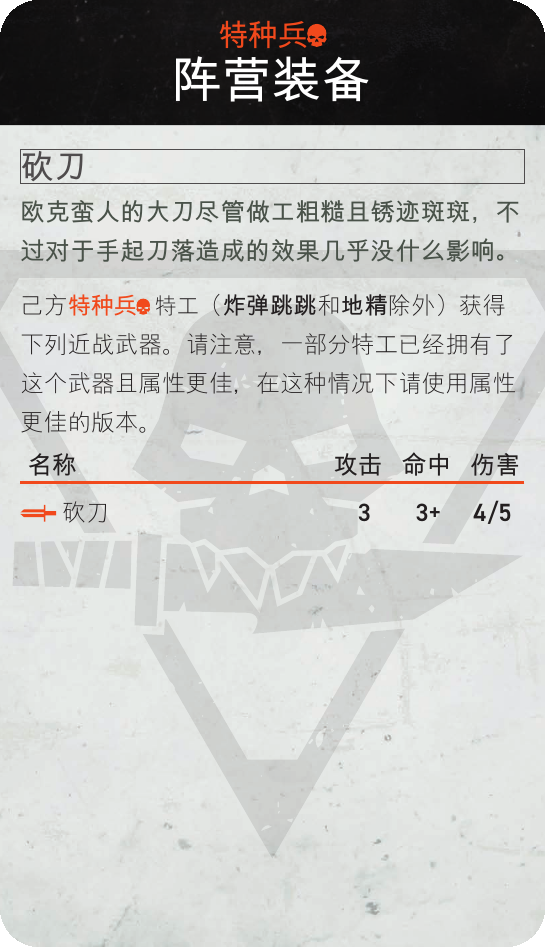 特种兵
阵营装备
砍刀
欧克蛮人的大刀尽管做工粗糙且锈迹斑斑，不
过对于手起刀落造成的效果几乎没什么影响。
己方特种兵 特工（炸弹跳跳和地精除外）获得
下列近战武器。请注意，一部分特工已经拥有了
这个武器且属性更佳，在这种情况下请使用属性
更佳的版本。
名称 攻击 命中 伤害
砍刀 3 3+ 4/5